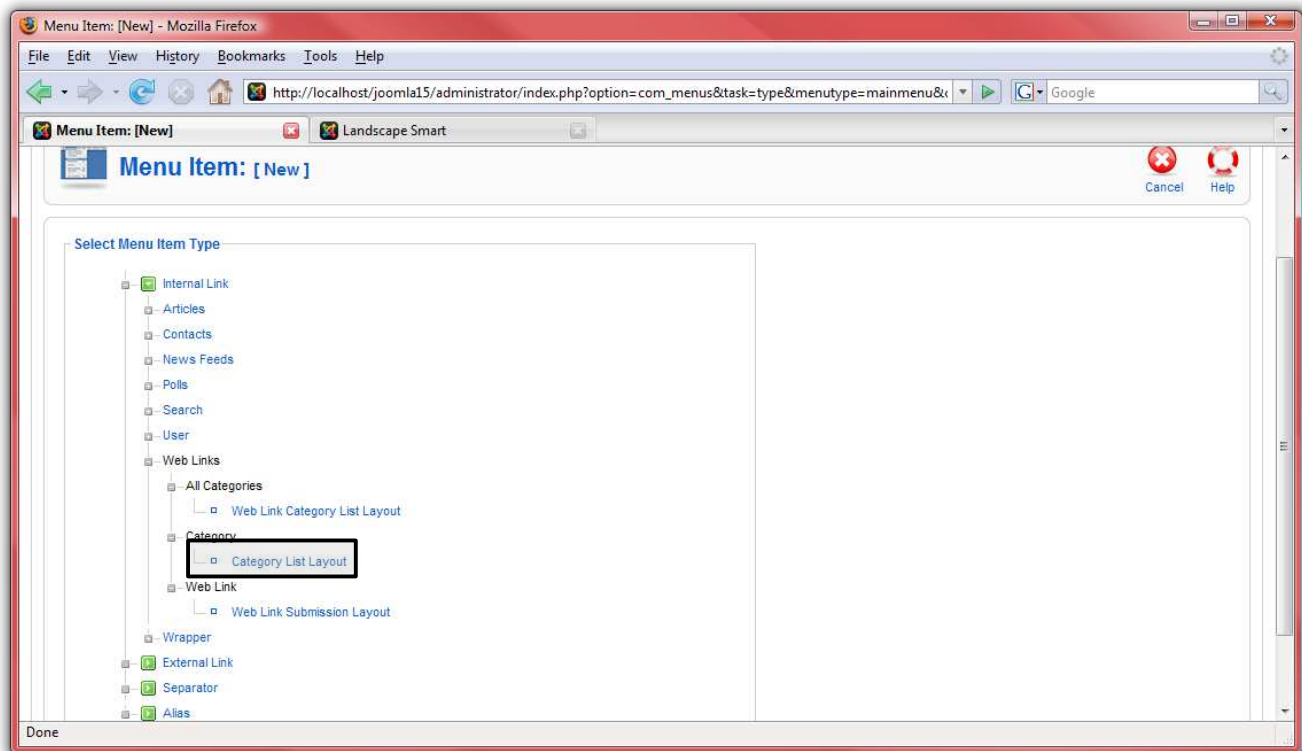 Menu Item: [New] - Mozilla Firefox
File Edit View History Bookmarks Tools Help
http://localhost/joomla15/administrator/index.php?option=com_menus&task=type&menutype=mainmenu& G Google
Menu Item: [New] Landscape Smart
Menu Item: [ New ]
Cancel Help
Select Menu Item Type
Internal Link
Articles
Contacts
News Feeds
Polls
Search
User
Web Links
All Categories
Web Link Category List Layout
Category
Category List Layout
Web Link
Web Link Submission Layout
Wrapper
External Link
Separator
Alias
Done